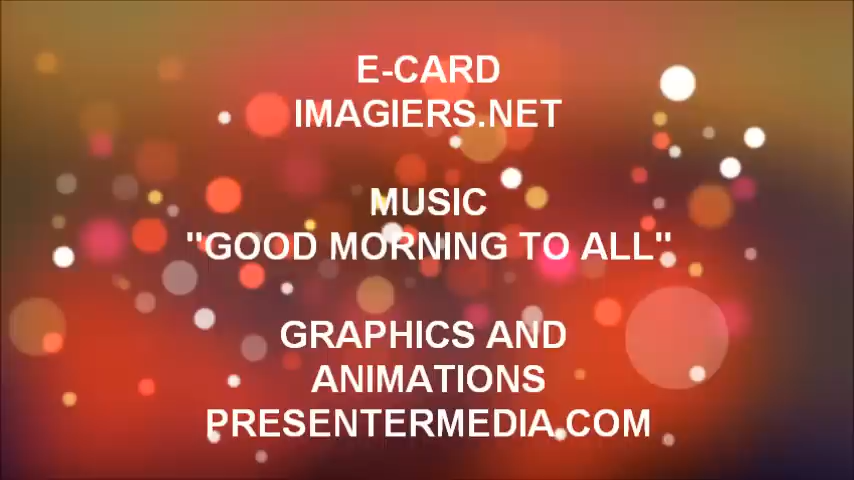 E-CARD
IMAGIERS.NET
MUSIC
"GOOD MORNING TO ALL"
GRAPHICS AND
ANIMATIONS
PRESENTERMEDIA.COM